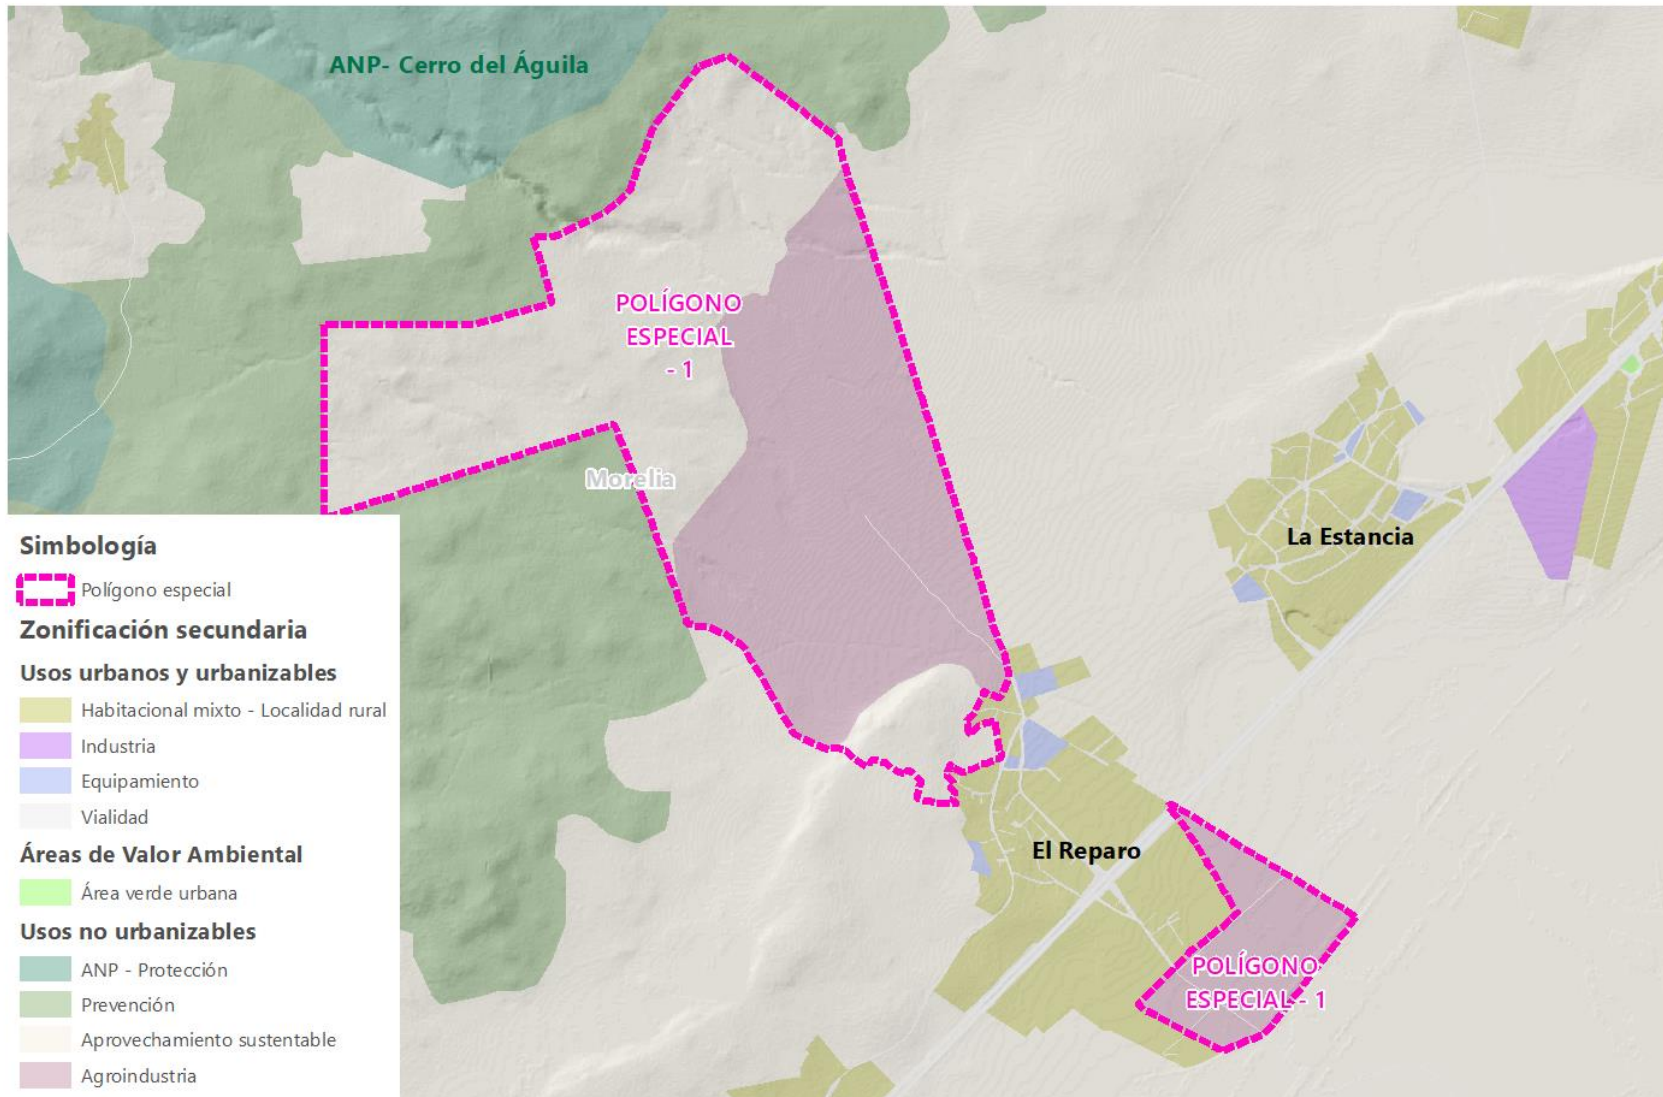 ANP- Cerro del Águila
POLÍGONO
ESPECIAL
- 1
Morelia
La Estancia
El Reparo
POLÍGONO
ESPECIAL - 1
Simbología
Polígono especial
Zonificación secundaria
Usos urbanos y urbanizables
Habitacional mixto - Localidad rural
Industria
Equipamiento
Vialidad
Áreas de Valor Ambiental
Área verde urbana
Usos no urbanizables
ANP - Protección
Prevención
Aprovechamiento sustentable
Agroindustria